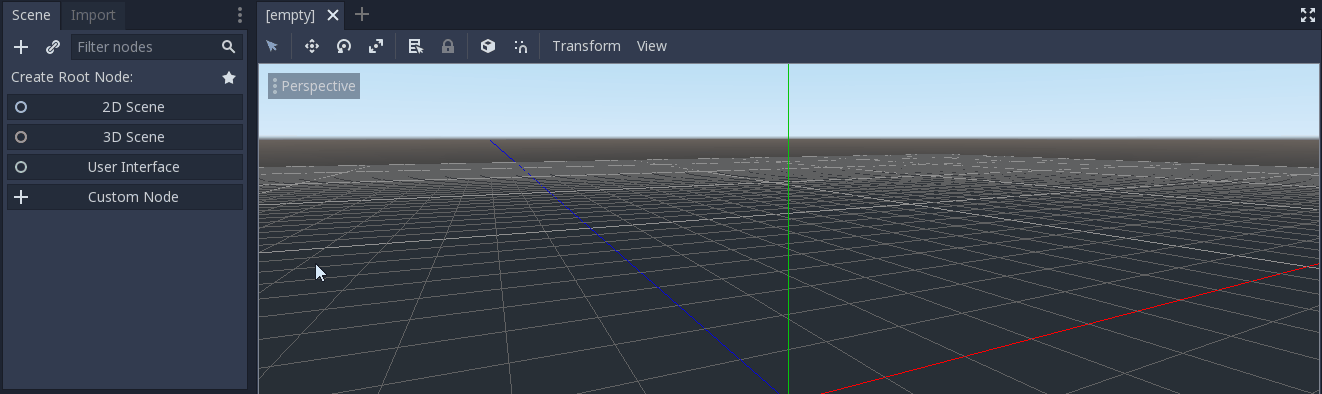 Scene Import
[empty]
Filter nodes
Transform View
Create Root Node:
Perspective
2D Scene
3D Scene
User Interface
Custom Node